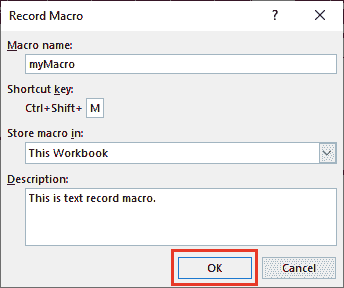 Record Macro ? ×
Macro name:
myMacro
Shortcut key:
Ctrl+Shift+ M
Store macro in:
This Workbook
Description:
This is text record macro.
OK Cancel